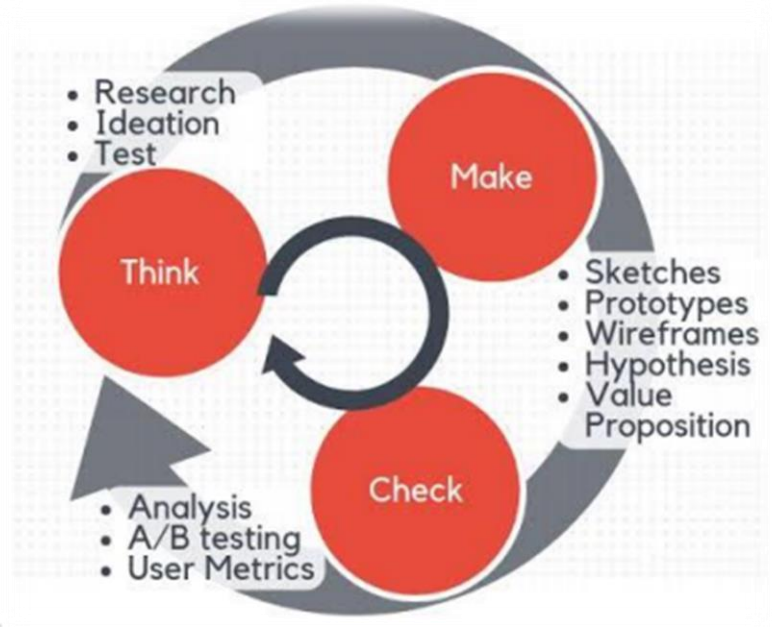 • Research
• Ideation
• Test
Think
Make
• Sketches
• Prototypes
• Wireframes
• Hypothesis
• Value
Proposition
Check
• Analysis
• A/B testing
• User Metrics